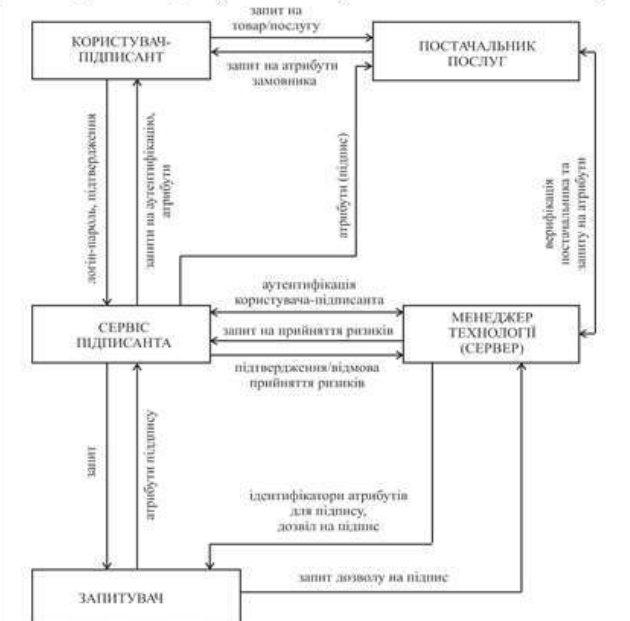 запит на
товар/послугу
КОРИСТУВАЧ-
ПІДПИСАНТ
ПОСТАЧАЛЬНИК
ПОСЛУГ
запит на атрибути
замовника
логін-пароль, підтвердження
запити на аутентифікацію,
атрибути
атрибути (підпис)
верифікація
постачальника та
запиту на атрибути
аутентифікація
користувача-підписанта
СЕРВІС
ПІДПИСАНТА
запит на прийняття ризиків
МЕНЕДЖЕР
ТЕХНОЛОГІЇ
(СЕРВЕР)
підтвердження/відмова
прийняття ризиків
запит
атрибути підпису
ідентифікатори атрибутів
для підпису,
дозвіл на підпис
запит дозволу на підпис
ЗАПИТУВАЧ